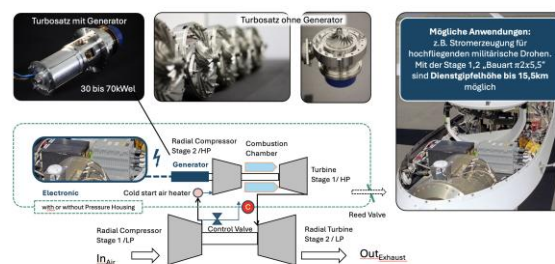 Turbosatz mit Generator
30 bis 70kWel
Turbosatz ohne Generator
Mögliche Anwendungen:
z.B. Stromerzeugung für
hochfliegenden militärische Drohen.
Mit der Stage 1,2 „Bauart π2x5,5“
sind Dienstgipfelhöhe bis 15,5km
möglich
Radial Compressor
Stage 2 /HP
Combustion
Chamber
Generator
Turbine
Stage 1/ HP
Electronic
Cold start air heater
with or without Pressure Housing
C
Reed Valve
Radial Compressor
Stage 1 /LP
Control Valve
Radial Turbine
Stage 2 / LP
InAir
OutExhaust